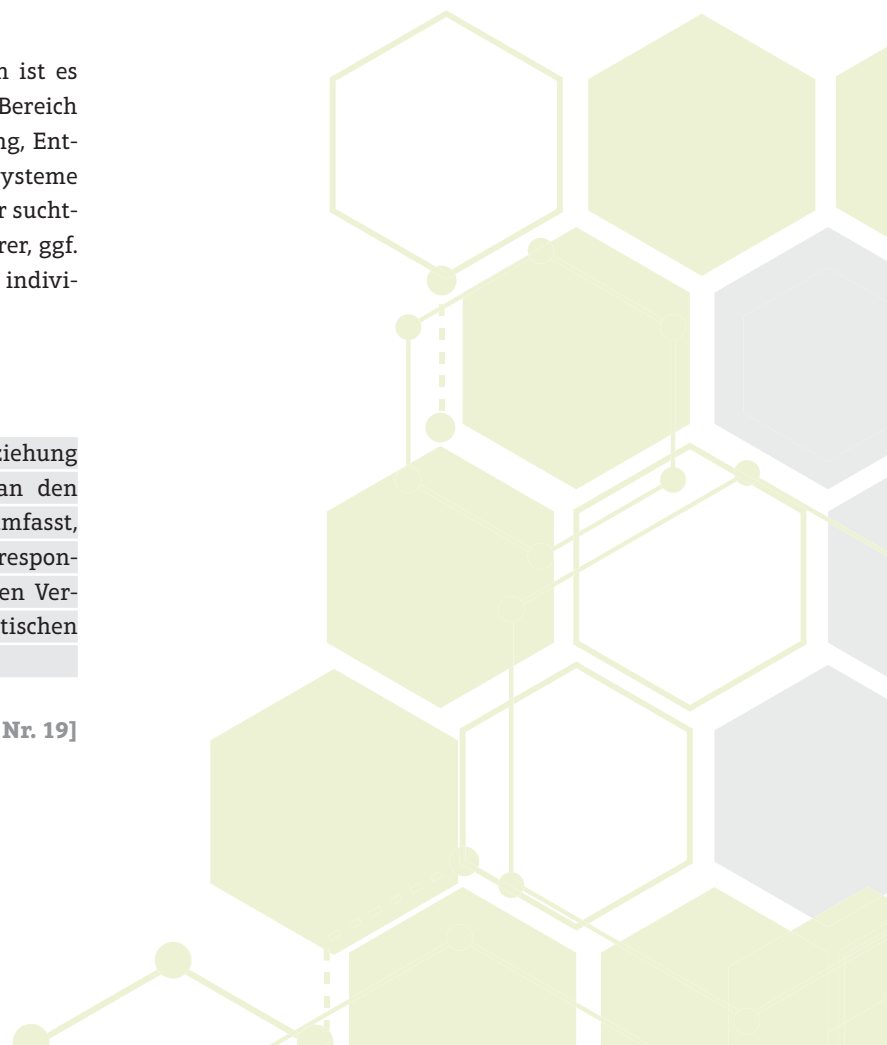 n ist es
Bereich
ng, Ent-
ysteme
r sucht-
rer, ggf.
indivi-
ziehung
an den
mfasst,
respon-
en Ver-
tischen
Nr. 19]